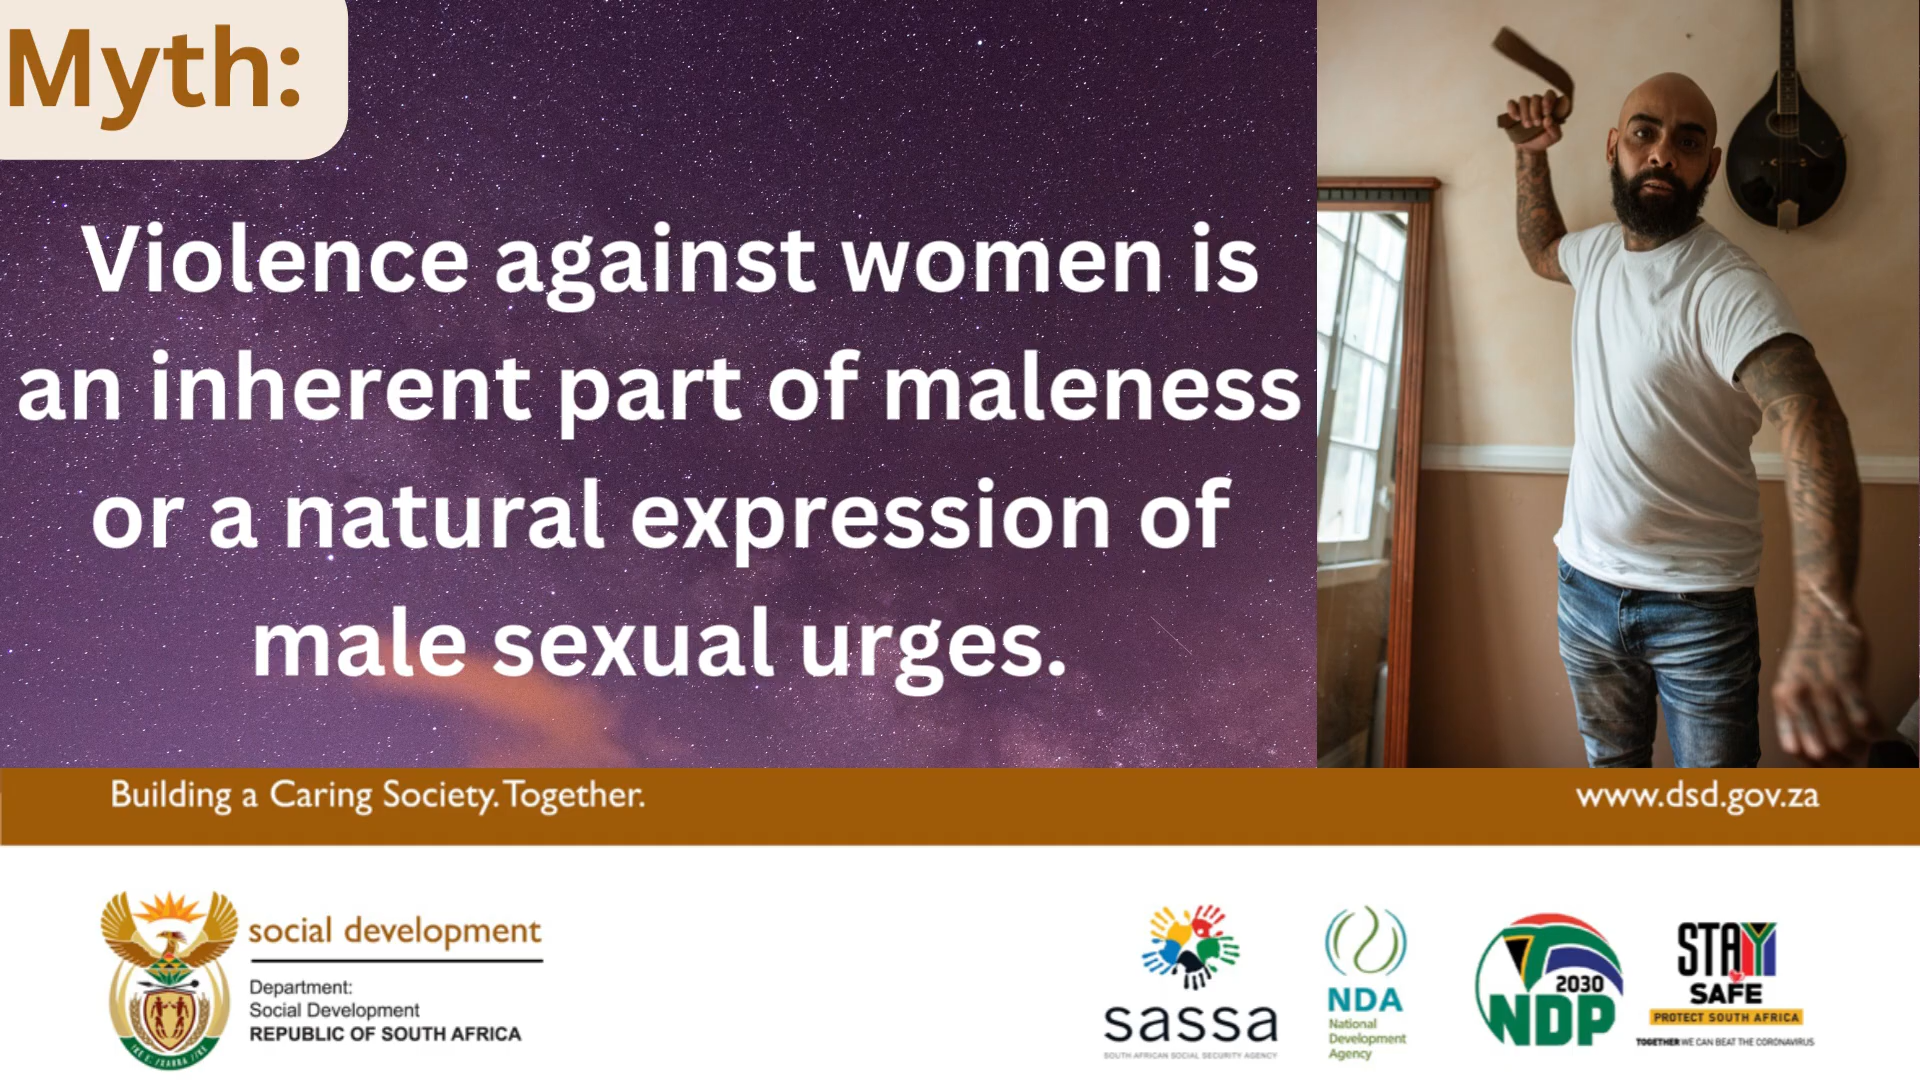 Myth:
Violence against women is
an inherent part of maleness
or a natural expression of
male sexual urges.
Building a Caring Society. Together.
www.dsd.gov.za
social development
Department:
Social Development
REPUBLIC OF SOUTH AFRICA
sassa
SOUTH AFRICAN SOCIAL SECURITY AGENCY
NDA
National
Development
Agency
2030
NDP
STAY
SAFE
PROTECT SOUTH AFRICA
TOGETHER WE CAN BEAT THE CORONAVIRUS